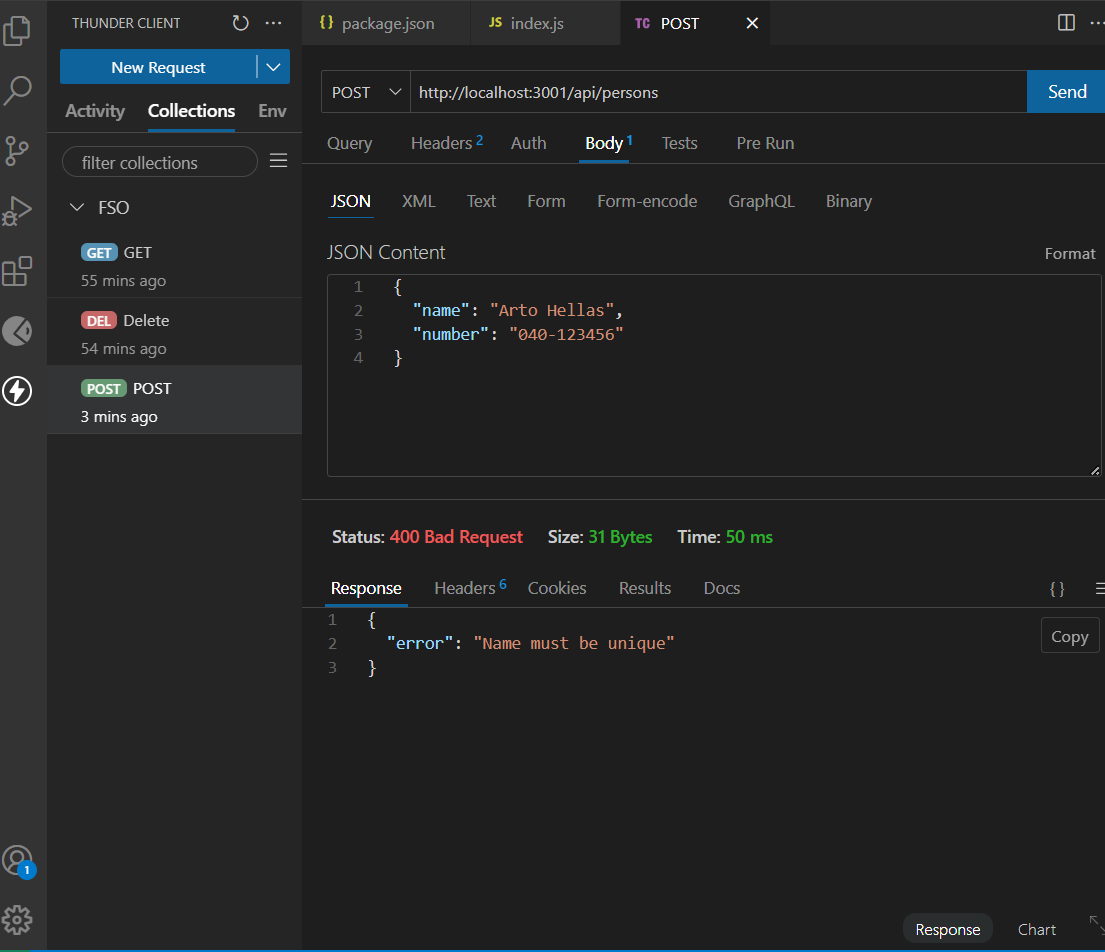 THUNDER CLIENT
New Request
Activity Collections Env
filter collections
FSO
GET GET
55 mins ago
DEL Delete
54 mins ago
POST POST
3 mins ago
1
{} package.json JS index.js TC POST
POST http://localhost:3001/api/persons Send
Query Headers 2 Auth Body 1 Tests Pre Run
JSON XML Text Form Form-encode GraphQL Binary
JSON Content Format
1 {
2 "name": "Arto Hellas",
3 "number": "040-123456"
4 }
Status: 400 Bad Request Size: 31 Bytes Time: 50 ms
Response Headers 6 Cookies Results Docs {}
1 {
2 "error": "Name must be unique"
3 }
Copy
Response Chart